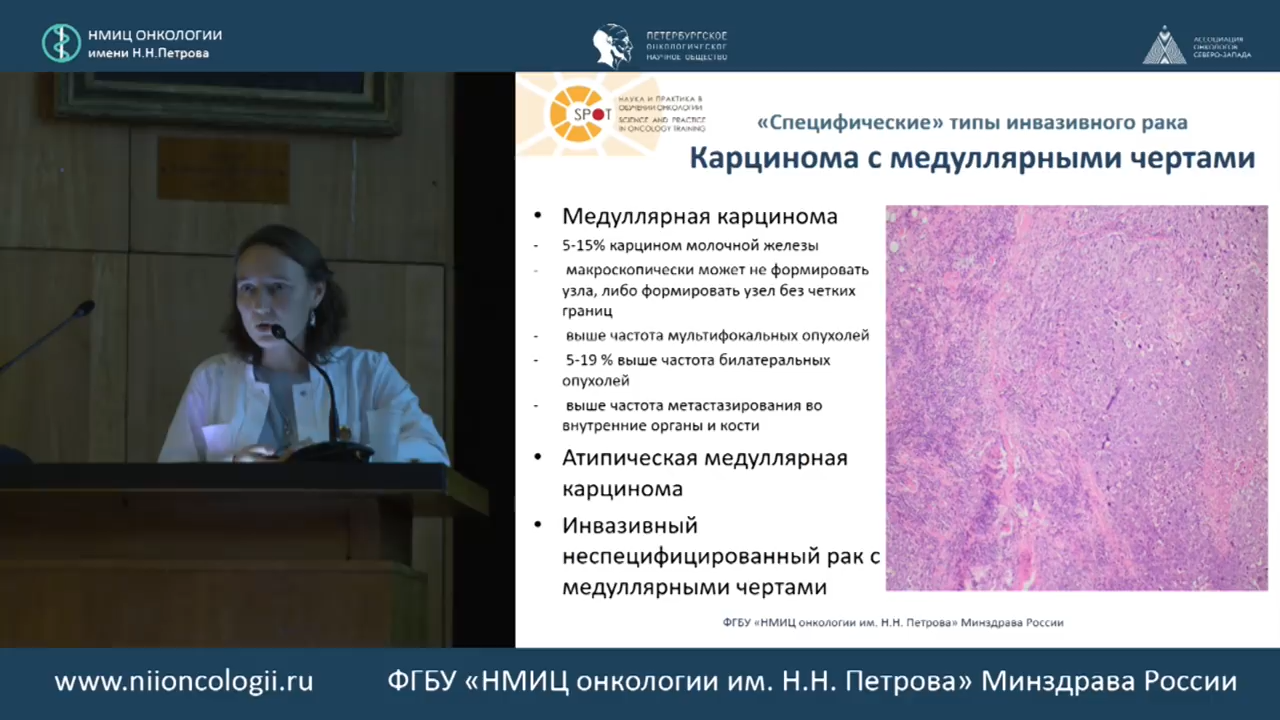 НМИЦ ОНКОЛОГИИ
имени Н.Н.Петрова
ПЕТЕРБУРГСКОЕ
ОНКОЛОГИЧЕСКОЕ
НАУЧНОЕ ОБЩЕСТВО
АССОЦИАЦИЯ
ОНКОЛОГОВ
СЕВЕРО-ЗАПАДА
SPOT
НАУКА И ПРАКТИКА В
ОБУЧЕНИИ ОНКОЛОГИИ
SCIENCE AND PRACTICE
IN ONCOLOGY TRAINING
«Специфические» типы инвазивного рака
Карцинома с медуллярными чертами
• Медуллярная карцинома
- 5-15% карцином молочной железы
- макроскопически может не формировать
узла, либо формировать узел без четких
границ
- выше частота мультифокальных опухолей
- 5-19 % выше частота билатеральных
опухолей
- выше частота метастазирования во
внутренние органы и кости
• Атипическая медуллярная
карцинома
• Инвазивный
неспецифицированный рак с
медуллярными чертами
ФГБУ «НМИЦ онкологии им. Н.Н. Петрова» Минздрава России
www.niioncologii.ru
ФГБУ «НМИЦ онкологии им. Н.Н. Петрова» Минздрава России